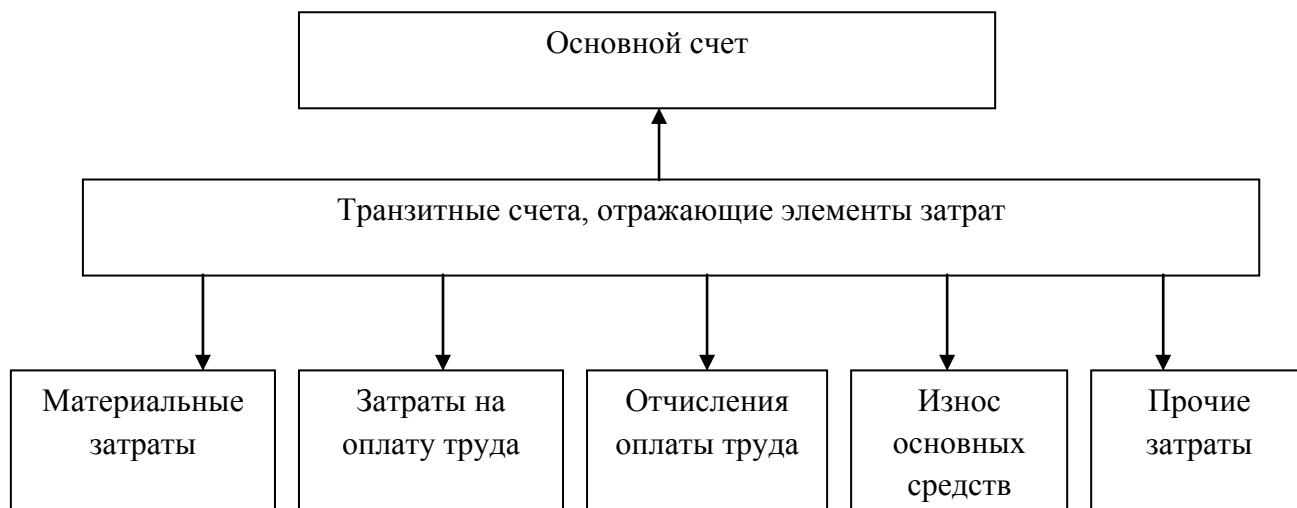 Основной счет
Транзитные счета, отражающие элементы затрат
Материальные
затраты
Затраты на
оплату труда
Отчисления
оплаты труда
Износ
основных
средств
Прочие
затраты